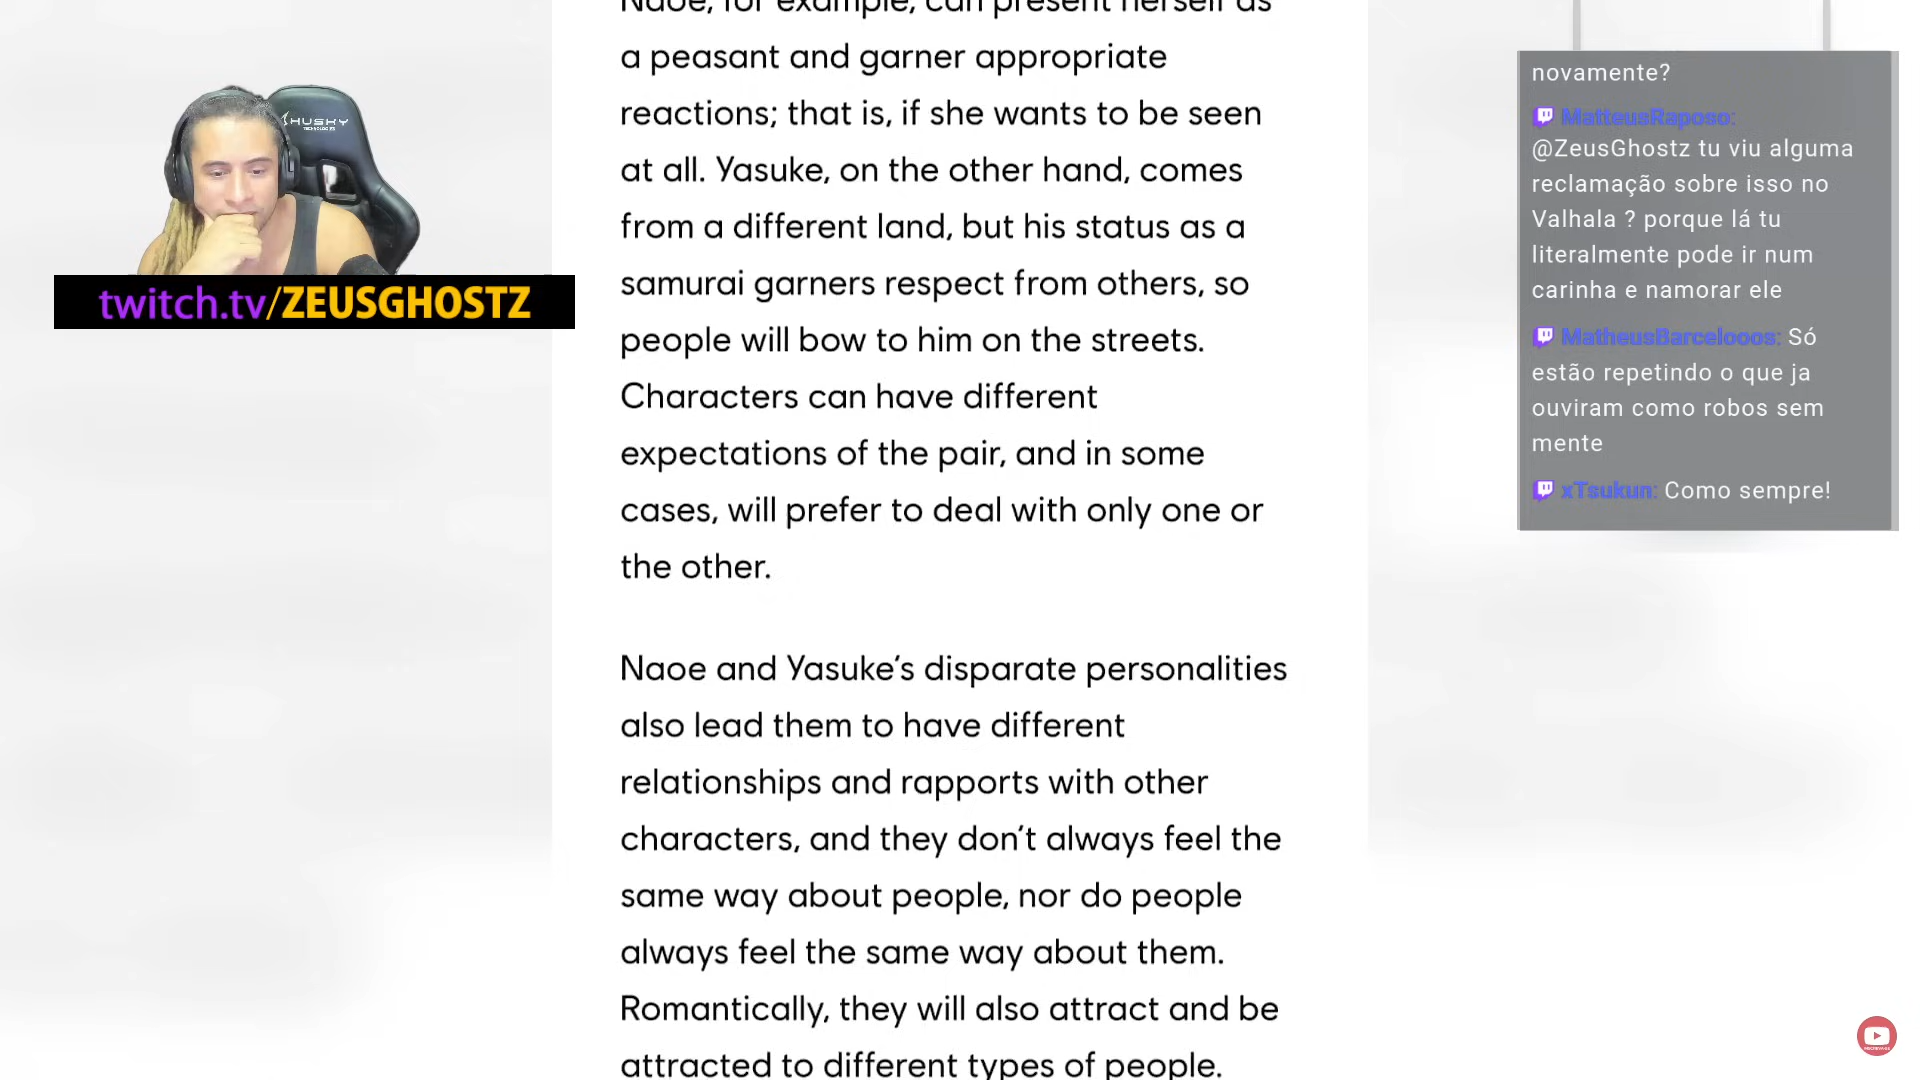 Naoe, for example, can present herself as
a peasant and garner appropriate
reactions; that is, if she wants to be seen
at all. Yasuke, on the other hand, comes
from a different land, but his status as a
samurai garners respect from others, so
people will bow to him on the streets.
Characters can have different
expectations of the pair, and in some
cases, will prefer to deal with only one or
the other.
Naoe and Yasuke’s disparate personalities
also lead them to have different
relationships and rapports with other
characters, and they don’t always feel the
same way about people, nor do people
always feel the same way about them.
Romantically, they will also attract and be
attracted to different types of people.
HUSKY
twitch.tv/ZEUSGHOSTZ
novamente?
MatteusRaposo:
@ZeusGhostz tu viu alguma
reclamação sobre isso no
Valhala ? porque lá tu
literalmente pode ir num
carinha e namorar ele
MatheusBarcelooos: Só
estão repetindo o que ja
ouviram como robos sem
mente
xTsukun: Como sempre!